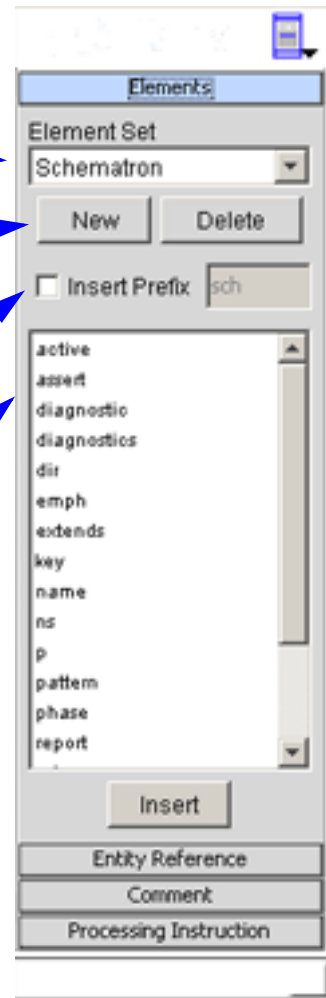 Elements
Element Set
Schematron
New Delete
Insert Prefix sch
active
assert
diagnostic
diagnostics
dir
emph
extends
key
name
ns
p
pattern
phase
report
Insert
Entity Reference
Comment
Processing Instruction